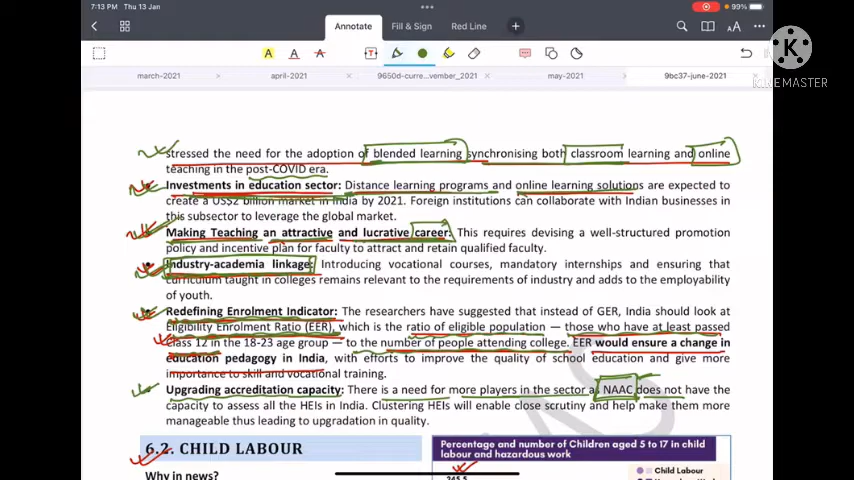 7:13 PM Thu 13 Jan
99%
Annotate Fill & Sign Red Line
AA
A A A T
march-2021 april-2021 9650d-curre...vember_2021 may-2021 9bc37-june-2021
KINEMASTER
stressed the need for the adoption of blended learning synchronising both classroom learning and online
teaching in the post-COVID era.
• Investments in education sector: Distance learning programs and online learning solutions are expected to
create a US$2 billion market in India by 2021. Foreign institutions can collaborate with Indian businesses in
this subsector to leverage the global market.
• Making Teaching an attractive and lucrative career: This requires devising a well-structured promotion
policy and incentive plan for faculty to attract and retain qualified faculty.
• Industry-academia linkage: Introducing vocational courses, mandatory internships and ensuring that
curriculum taught in colleges remains relevant to the requirements of industry and adds to the employability
of youth.
• Redefining Enrolment Indicator: The researchers have suggested that instead of GER, India should look at
Eligibility Enrolment Ratio (EER), which is the ratio of eligible population — those who have at least passed
Class 12 in the 18-23 age group — to the number of people attending college. EER would ensure a change in
education pedagogy in India, with efforts to improve the quality of school education and give more
importance to skill and vocational training.
• Upgrading accreditation capacity: There is a need for more players in the sector as NAAC does not have the
capacity to assess all the HEIs in India. Clustering HEIs will enable close scrutiny and help make them more
manageable thus leading to upgradation in quality.
6.2. CHILD LABOUR
Why in news?
Percentage and number of Children aged 5 to 17 in child
labour and hazardous work
245.5
Child Labour